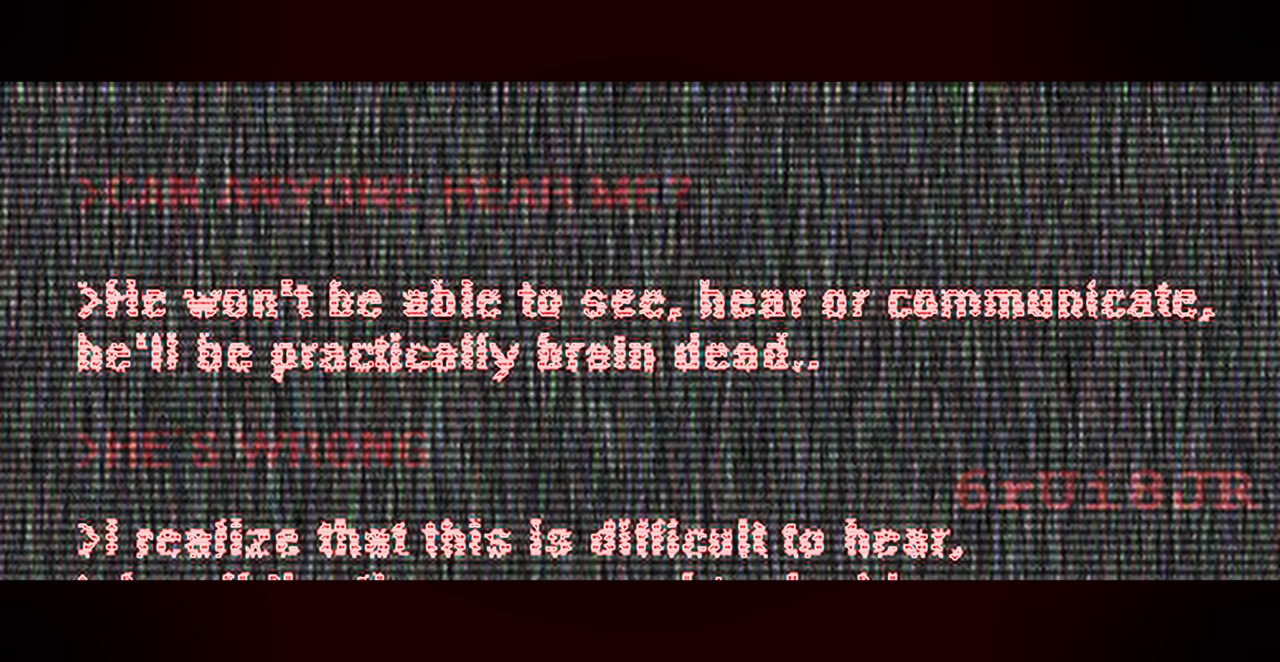 >CAN ANYONE HEAR ME?
>He won't be able to see, hear or communicate,
he'll be practically brain dead..
>HE'S WRONG
6rUi8JR
>I realize that this is difficult to hear,